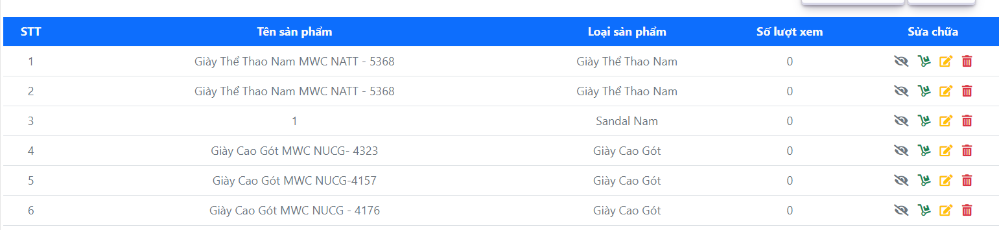 STT Tên sản phẩm Loại sản phẩm Số lượt xem Sửa chữa
1 Giày Thể Thao Nam MWC NATT - 5368 Giày Thể Thao Nam 0
2 Giày Thể Thao Nam MWC NATT - 5368 Giày Thể Thao Nam 0
3 1 Sandal Nam 0
4 Giày Cao Gót MWC NUCG- 4323 Giày Cao Gót 0
5 Giày Cao Gót MWC NUCG-4157 Giày Cao Gót 0
6 Giày Cao Gót MWC NUCG - 4176 Giày Cao Gót 0